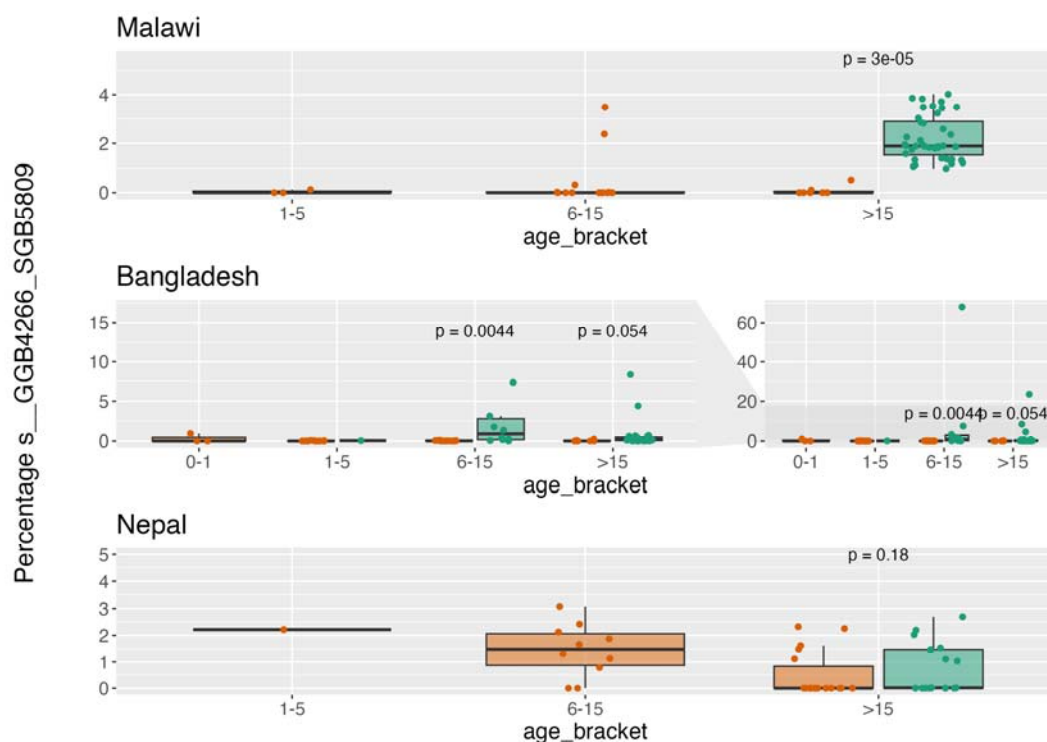 Malawi
p = 3e-05
4
2
0
1-5 6-15 >15
age_bracket
Percentage s__GGB4266_SGB5809
Bangladesh
15
10
5
0
p = 0.0044 p = 0.054
0-1 1-5 6-15 >15
age_bracket
60
40
20
0
p = 0.0044 p = 0.054
0-1 1-5 6-15 >15
age_bracket
Nepal
5
4
3
2
1
0
p = 0.18
1-5 6-15 >15
age_bracket